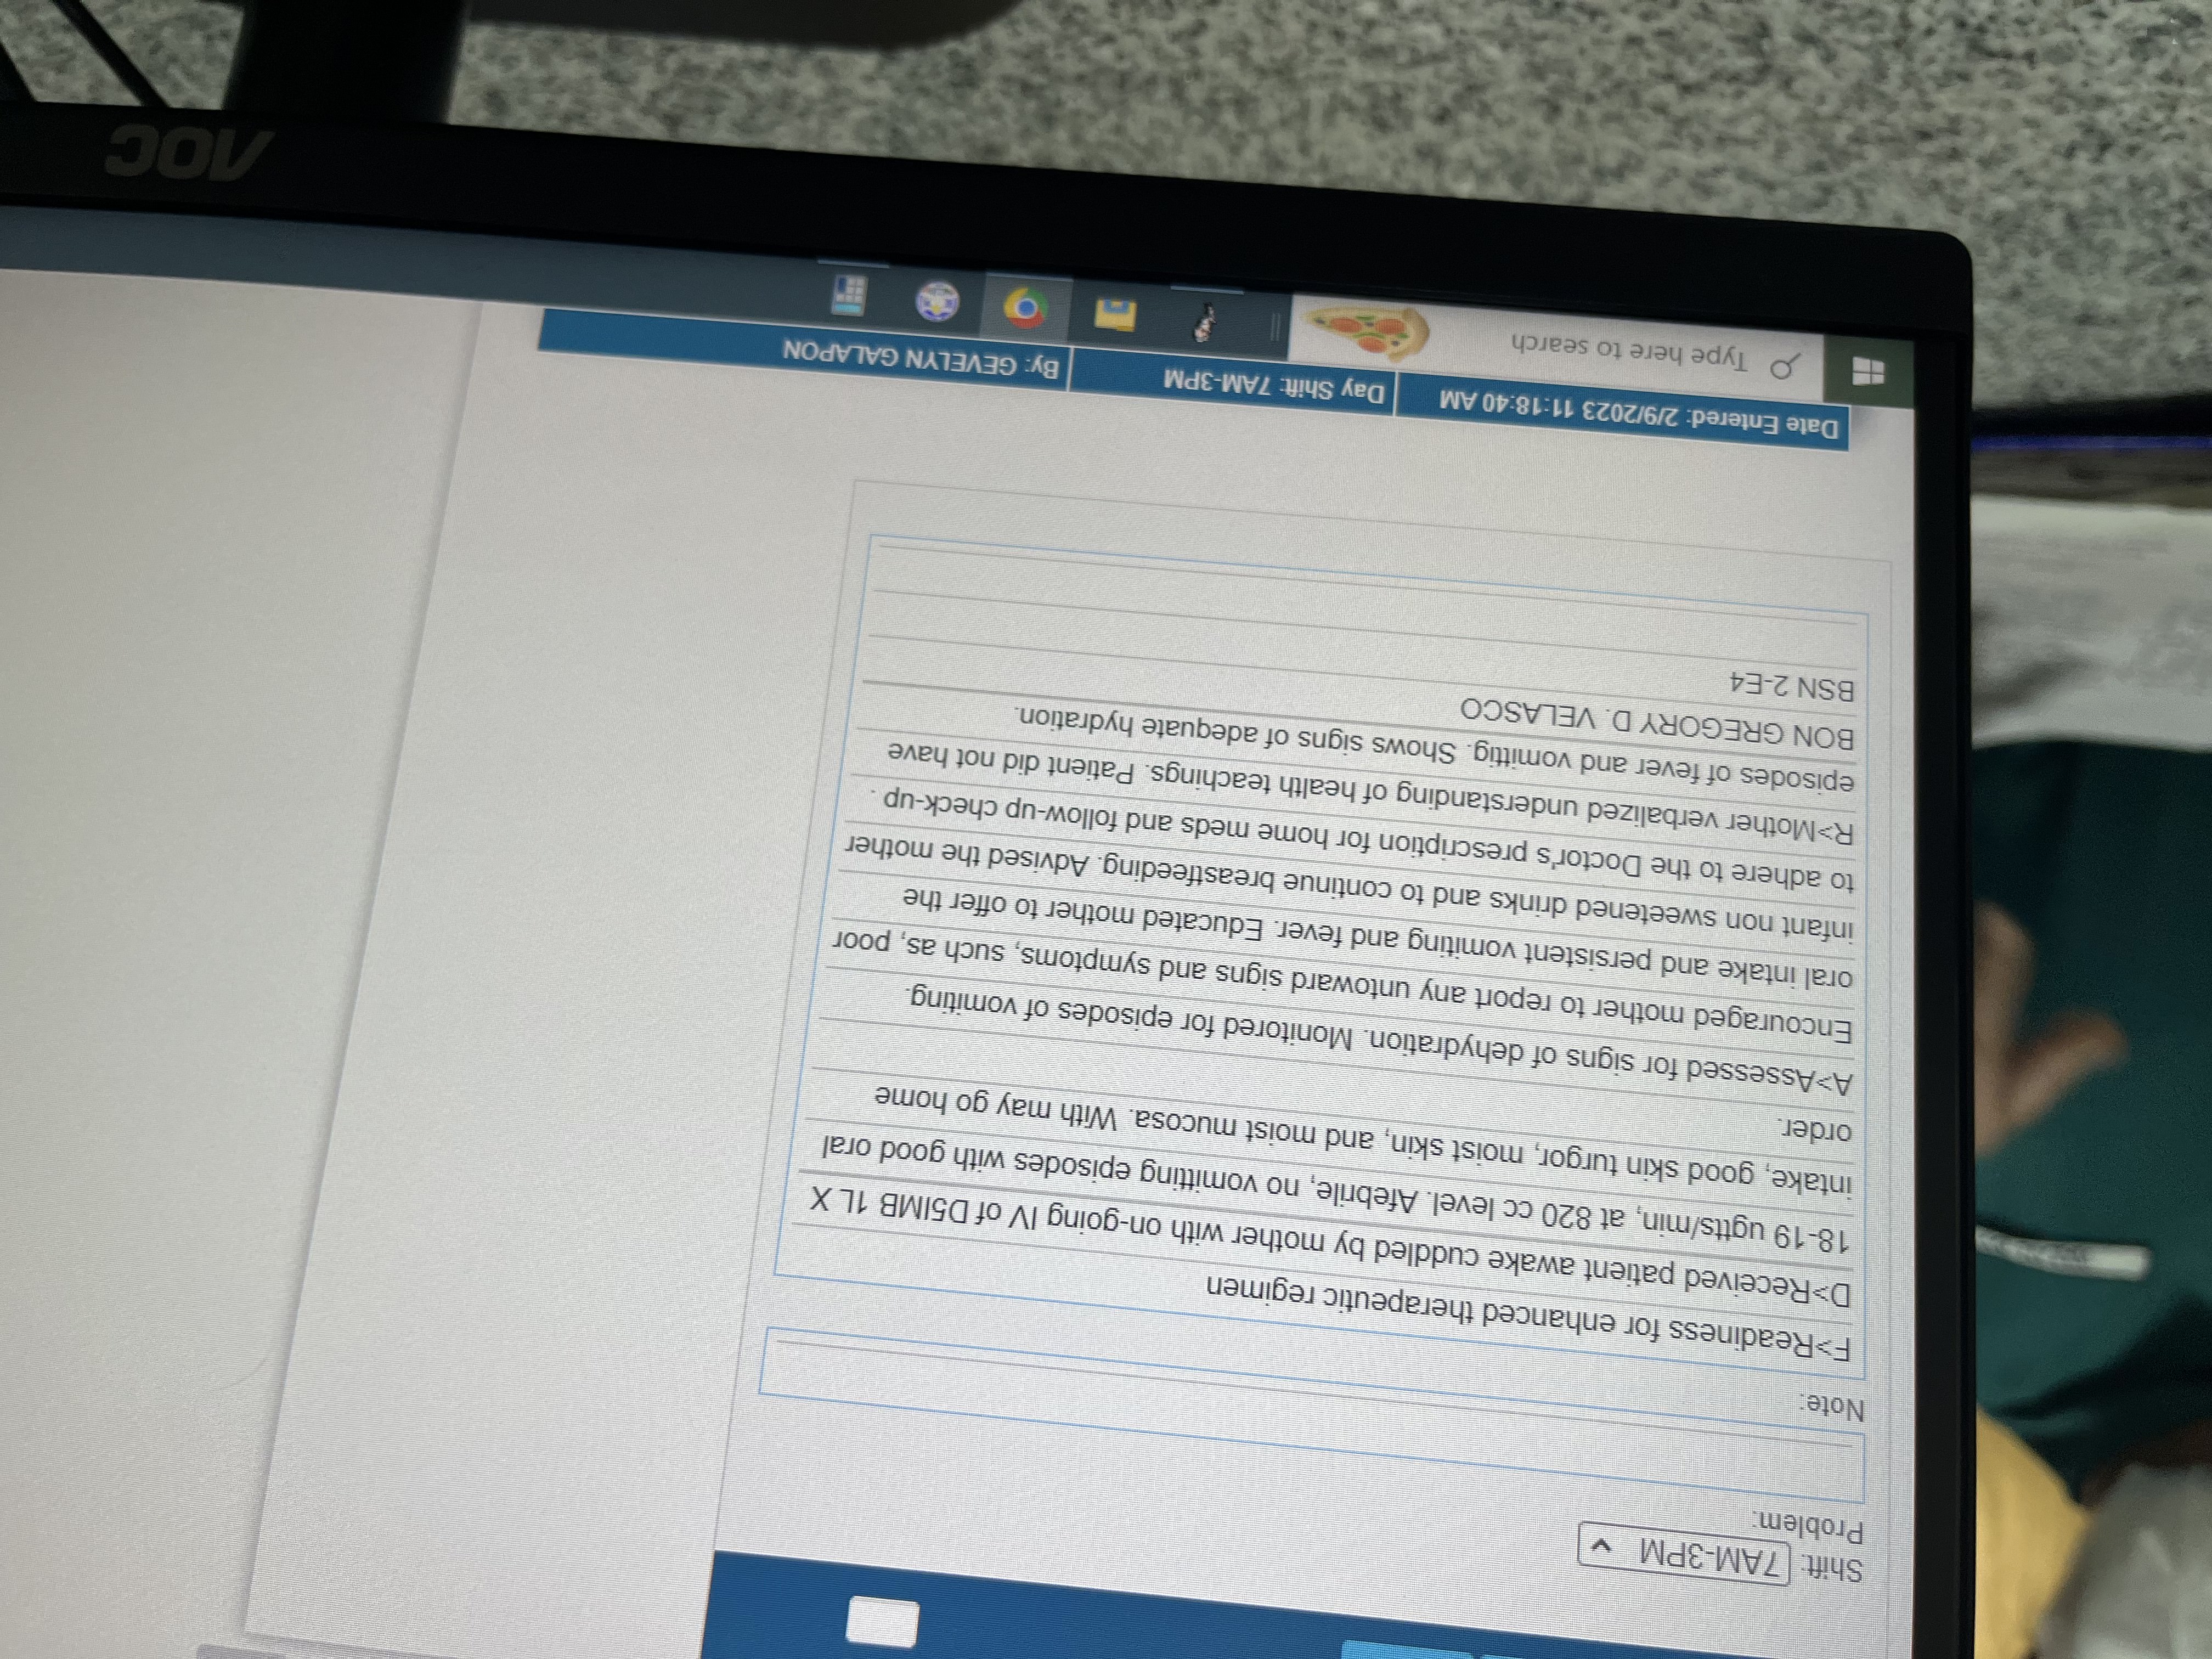 Shift: 7AM-3PM
Problem:
Note:
F>Readiness for enhanced therapeutic regimen
D>Received patient awake cuddled by mother with on-going IV of D5IMB 1L X
18-19 ugtts/min, at 820 cc level. Afebrile, no vomitting episodes with good oral
intake, good skin turgor, moist skin, and moist mucosa. With may go home
order.
A>Assessed for signs of dehydration. Monitored for episodes of vomiting.
Encouraged mother to report any untoward signs and symptoms, such as, poor
oral intake and persistent vomiting and fever. Educated mother to offer the
infant non sweetened drinks and to continue breastfeeding. Advised the mother
to adhere to the Doctor's prescription for home meds and follow-up check-up .
R>Mother verbalized understanding of health teachings. Patient did not have
episodes of fever and vomittig. Shows signs of adequate hydration.
BON GREGORY D. VELASCO
BSN 2-E4
Date Entered: 2/9/2023 11:18:40 AM Day Shift: 7AM-3PM By: GEVELYN GALAPON
Type here to search
AOC